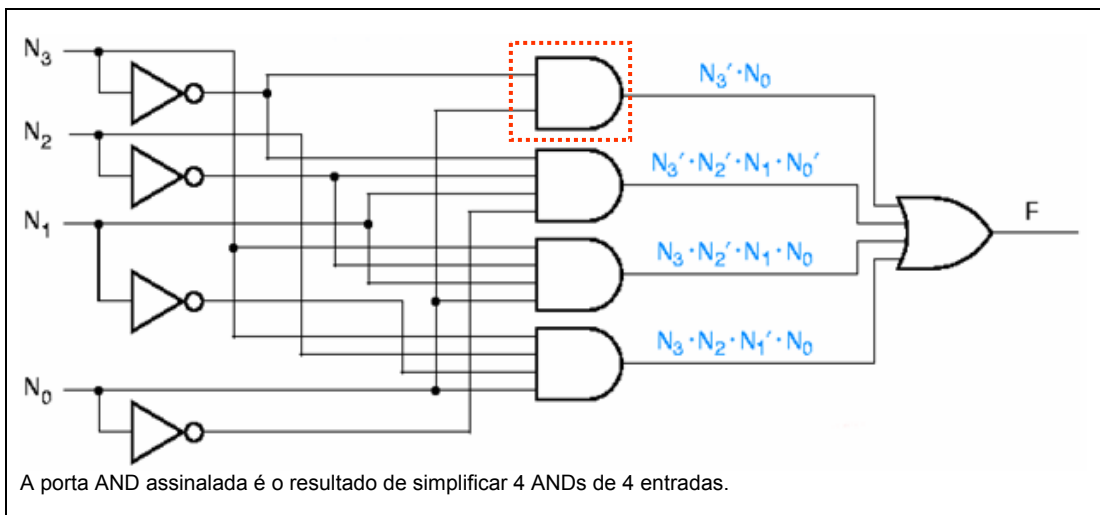 N₃
N₃′·N₀
N₂
N₃′·N₂′·N₁·N₀′
N₁
F
N₃·N₂′·N₁·N₀
N₃·N₂·N₁′·N₀
N₀
A porta AND assinalada é o resultado de simplificar 4 ANDs de 4 entradas.